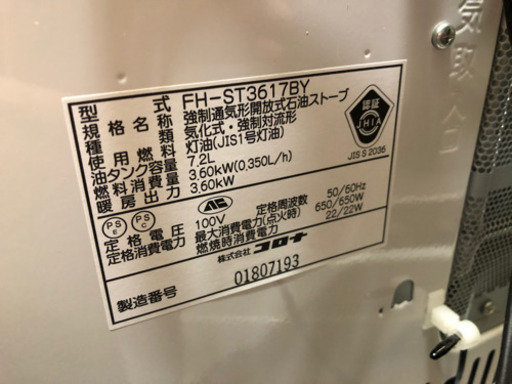 型式 FH-ST3617BY
規格名称 強制通気形開放式石油ストーブ
種類 気化式・強制対流形
使用燃料 灯油(JIS1号灯油)
油タンク容量 7.2L
燃料消費量 3.60kW(0.350L/h)
暖房出力 3.60kW
認証
JHIA
JIS S 2036
PS E
PS C
定格電圧 100V 定格周波数 50/60Hz
定格消費電力 最大消費電力(点火時) 650/650W
燃焼時消費電力 22/22W
株式会社 コロナ
製造番号 01807193
気取入口